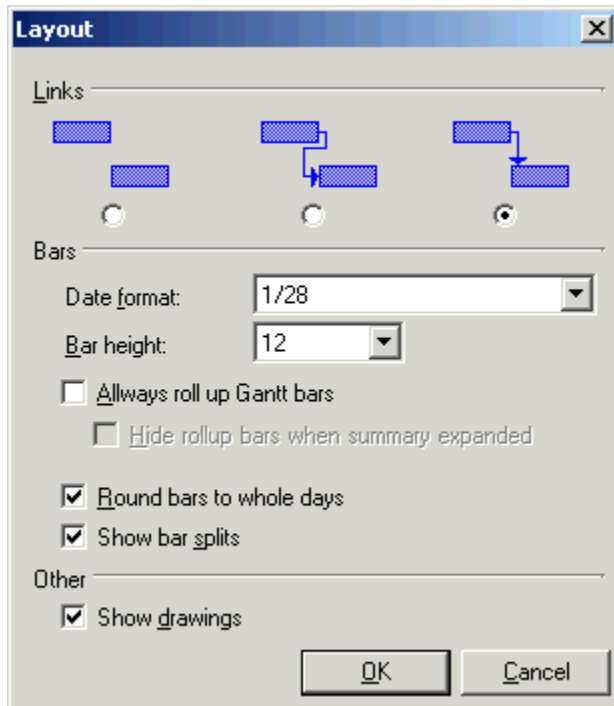 Layout
Links
Bars
Date format:
1/28
Bar height:
12
Allways roll up Gantt bars
Hide rollup bars when summary expanded
Round bars to whole days
Show bar splits
Other
Show drawings
OK Cancel